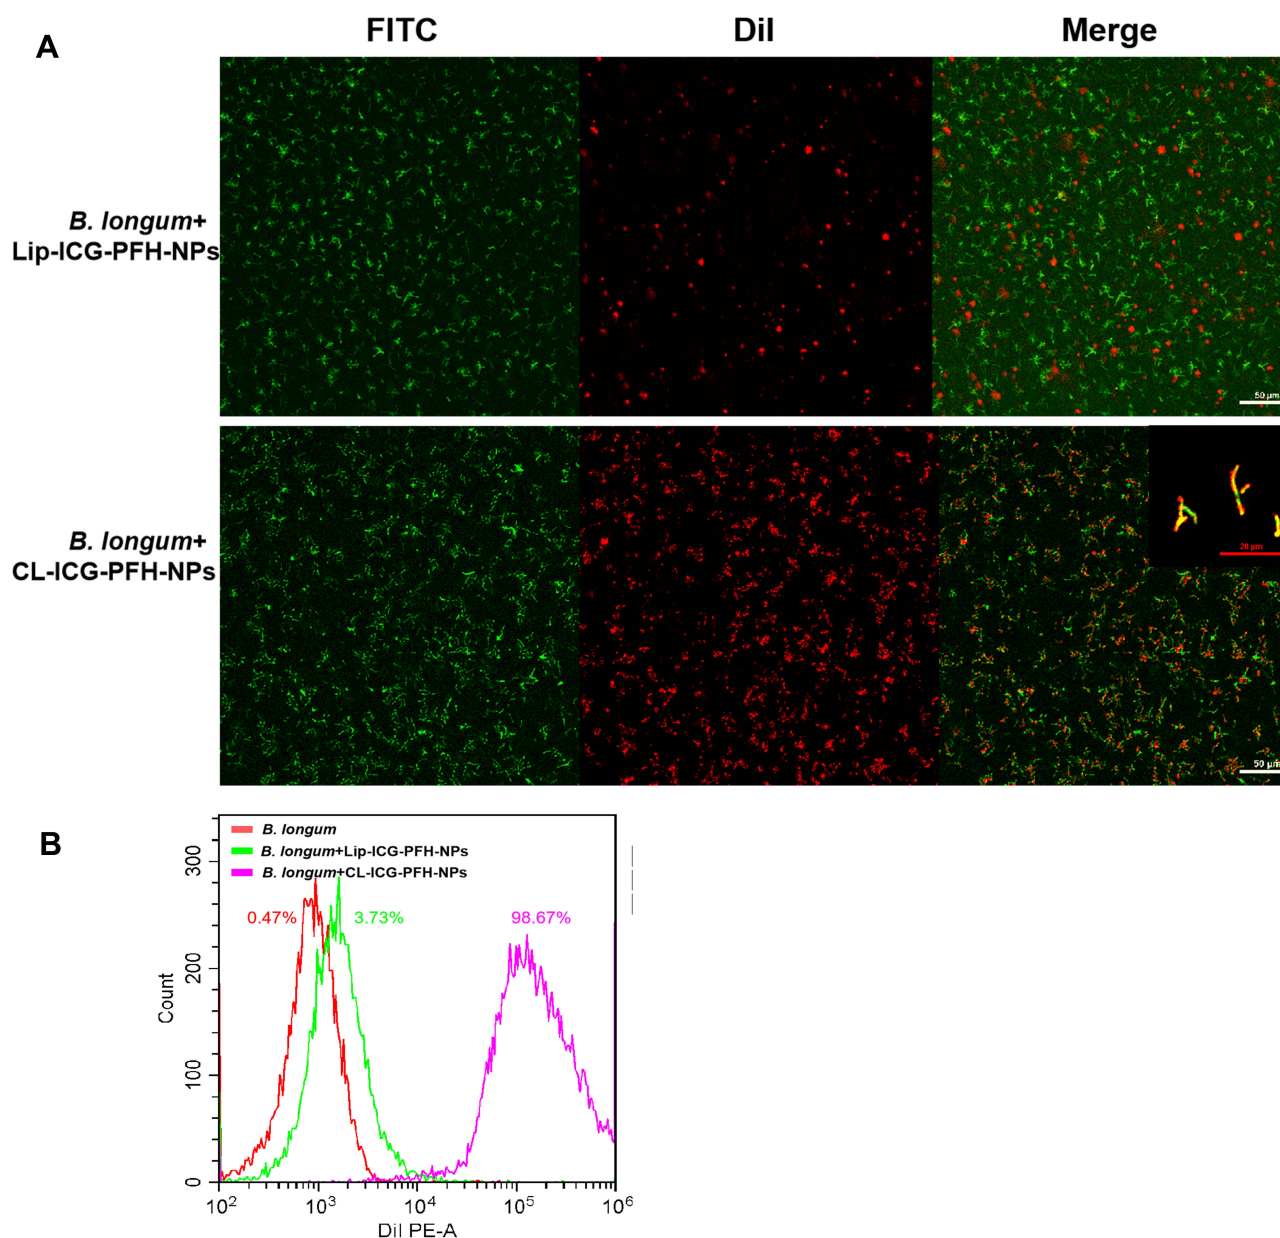 A
FITC
DiI
Merge
B. longum+
Lip-ICG-PFH-NPs
50 μm
B. longum+
CL-ICG-PFH-NPs
20 μm
50 μm
B
B. longum
B. longum+Lip-ICG-PFH-NPs
B. longum+CL-ICG-PFH-NPs
0.47%
3.73%
98.67%
300
200
100
0
Count
10² 10³ 10⁴ 10⁵ 10⁶
DiI PE-A